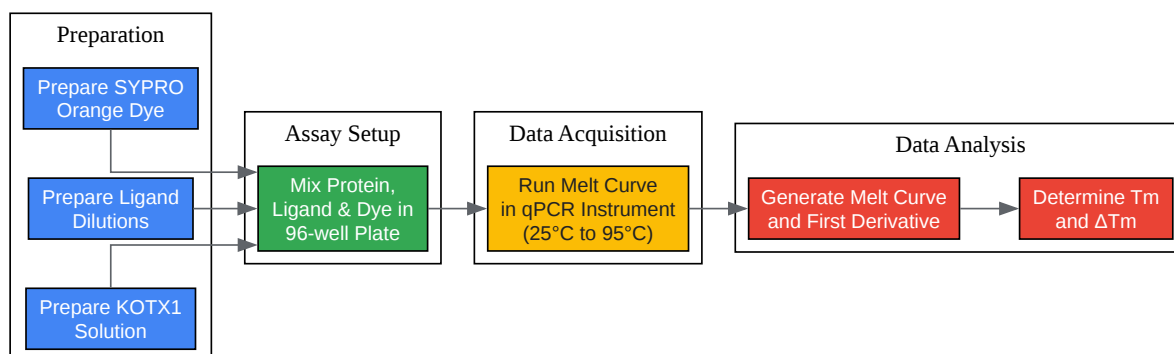 Preparation
Prepare SYPRO
Orange Dye
Prepare Ligand
Dilutions
Prepare KOTX1
Solution
Assay Setup
Mix Protein,
Ligand & Dye in
96-well Plate
Data Acquisition
Run Melt Curve
in qPCR Instrument
(25°C to 95°C)
Data Analysis
Generate Melt Curve
and First Derivative
Determine Tm
and ΔTm